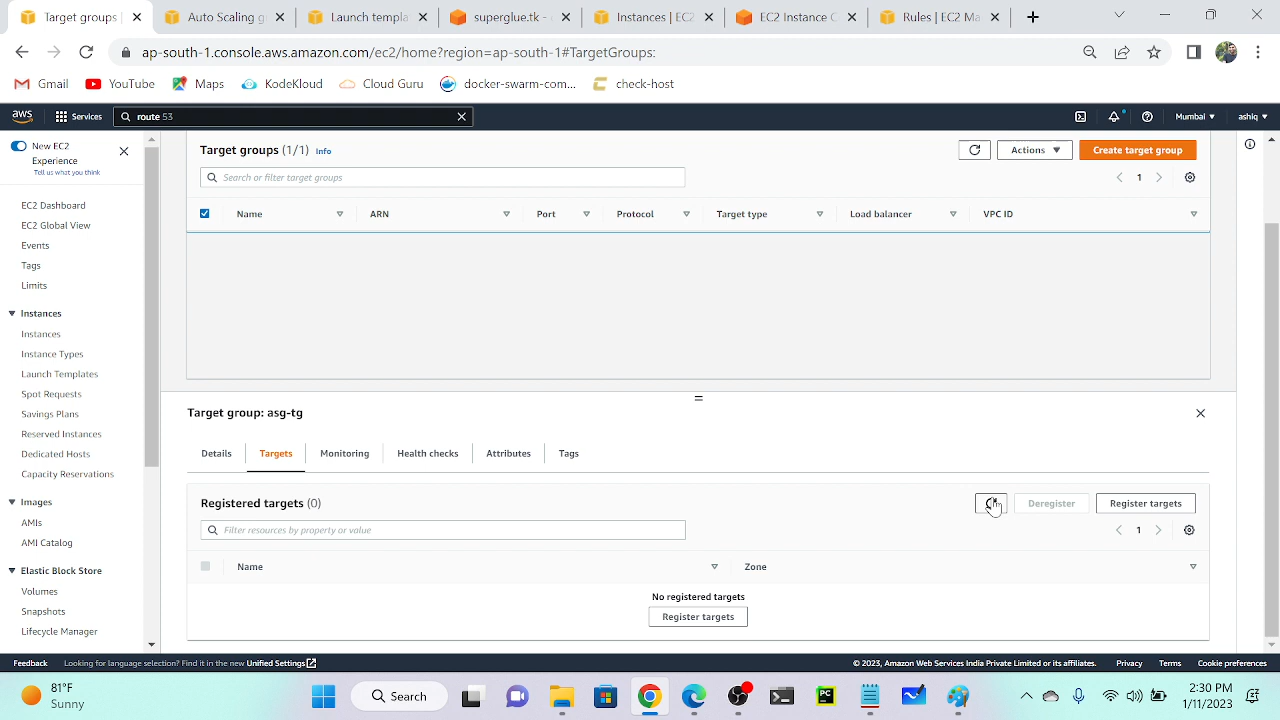 Target groups
Auto Scaling grou
Launch templat
superglue.tk -
Instances | EC2
EC2 Instance C
Rules | EC2 Ma
ap-south-1.console.aws.amazon.com/ec2/home?region=ap-south-1#TargetGroups:
Gmail
YouTube
Maps
KodeKloud
Cloud Guru
docker-swarm-com...
check-host
aws
Services
route 53
Mumbai
ashiq
New EC2
Experience
Tell us what you think
EC2 Dashboard
EC2 Global View
Events
Tags
Limits
Instances
Instances
Instance Types
Launch Templates
Spot Requests
Savings Plans
Reserved Instances
Dedicated Hosts
Capacity Reservations
Images
AMIs
AMI Catalog
Elastic Block Store
Volumes
Snapshots
Lifecycle Manager
Target groups (1/1) Info
Actions
Create target group
Search or filter target groups
1
Name ARN Port Protocol Target type Load balancer VPC ID
Target group: asg-tg
Details Targets Monitoring Health checks Attributes Tags
Registered targets (0)
Deregister
Register targets
Filter resources by property or value
1
Name Zone
No registered targets
Register targets
Feedback Looking for language selection? Find it in the new Unified Settings
© 2023, Amazon Web Services India Private Limited or its affiliates. Privacy Terms Cookie preferences
81°F
Sunny
Search
PC
2:30 PM
1/11/2023